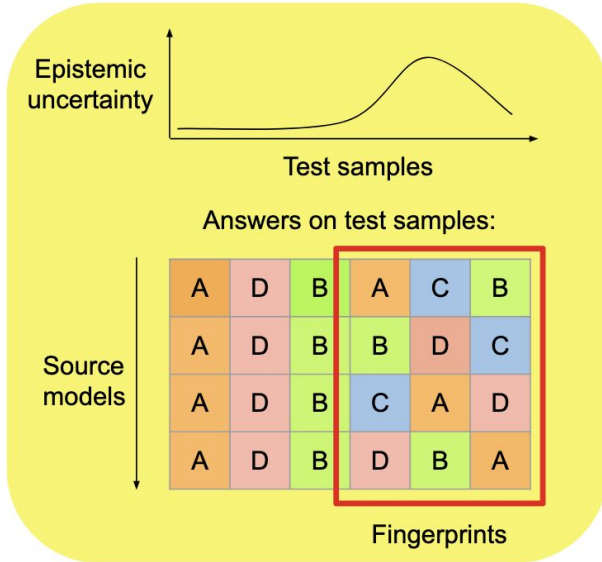 Epistemic
uncertainty
Test samples
Answers on test samples:
A D B A C B
A D B B D C
Source
models
A D B C A D
A D B D B A
Fingerprints